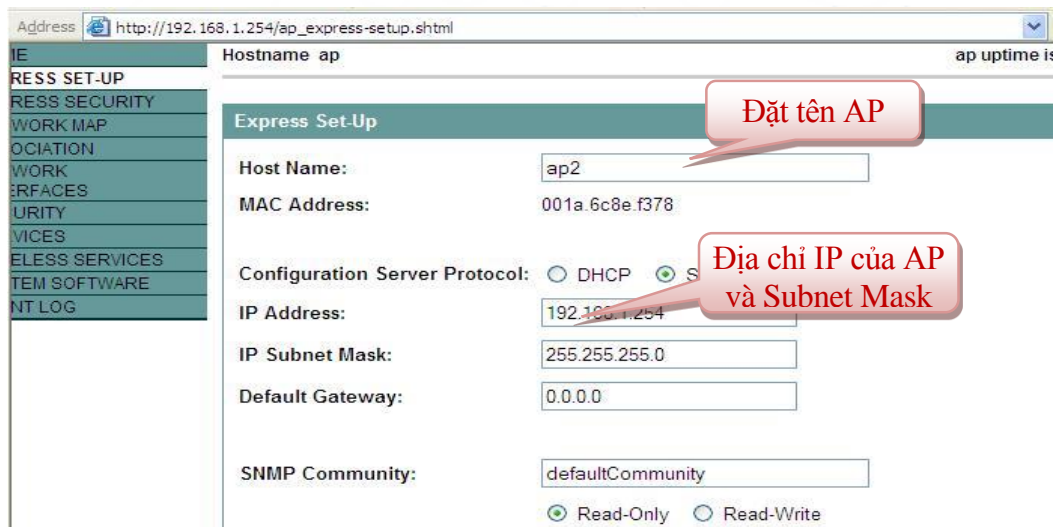 Address http://192.168.1.254/ap_express-setup.shtml
Hostname ap
ap uptime is
RESS SET-UP
RESS SECURITY
WORK MAP
OCIATION
WORK
ERFACES
URITY
VICES
ELESS SERVICES
TEM SOFTWARE
NT LOG
Express Set-Up
Đặt tên AP
Host Name: ap2
MAC Address: 001a.6c8e.f378
Configuration Server Protocol: DHCP S
Địa chỉ IP của AP
và Subnet Mask
IP Address: 192.168.1.254
IP Subnet Mask: 255.255.255.0
Default Gateway: 0.0.0.0
SNMP Community: defaultCommunity
Read-Only Read-Write